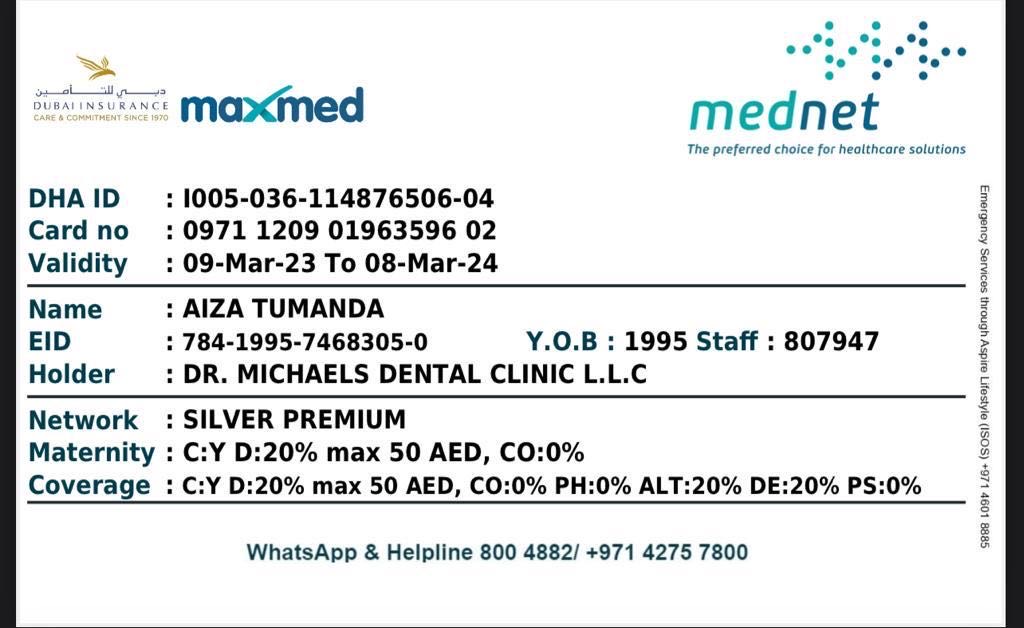 دبي للتأمين
DUBAI INSURANCE
CARE & COMMITMENT SINCE 1970
maxmed
mednet
The preferred choice for healthcare solutions
DHA ID : I005-036-114876506-04
Card no : 0971 1209 01963596 02
Validity : 09-Mar-23 To 08-Mar-24
Name : AIZA TUMANDA
EID : 784-1995-7468305-0 Y.O.B : 1995 Staff : 807947
Holder : DR. MICHAELS DENTAL CLINIC L.L.C
Network : SILVER PREMIUM
Maternity : C:Y D:20% max 50 AED, CO:0%
Coverage : C:Y D:20% max 50 AED, CO:0% PH:0% ALT:20% DE:20% PS:0%
WhatsApp & Helpline 800 4882/ +971 4275 7800
Emergency Services through Aspire Lifestyle (ISOS) +971 4601 8885